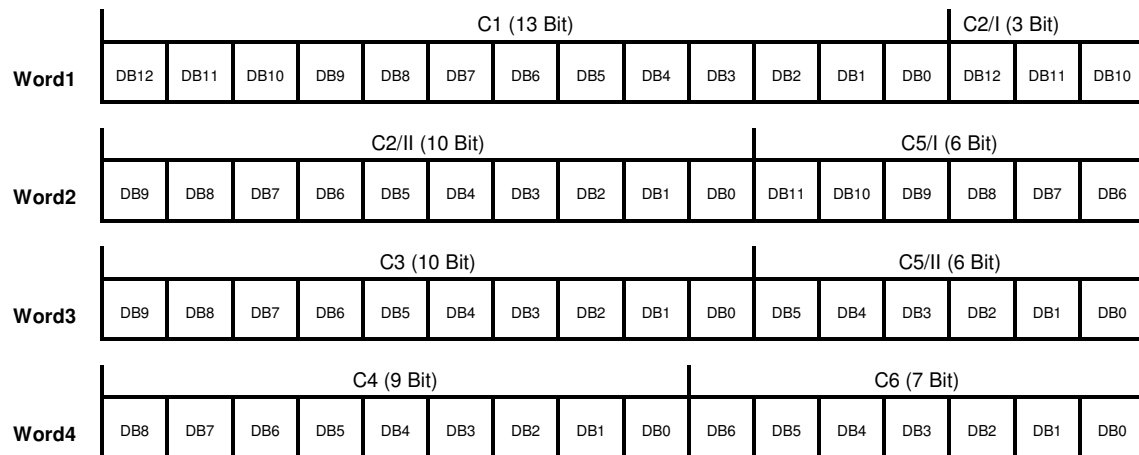 C1 (13 Bit) C2/I (3 Bit)
Word1 DB12 DB11 DB10 DB9 DB8 DB7 DB6 DB5 DB4 DB3 DB2 DB1 DB0 DB12 DB11 DB10
C2/II (10 Bit) C5/I (6 Bit)
Word2 DB9 DB8 DB7 DB6 DB5 DB4 DB3 DB2 DB1 DB0 DB11 DB10 DB9 DB8 DB7 DB6
C3 (10 Bit) C5/II (6 Bit)
Word3 DB9 DB8 DB7 DB6 DB5 DB4 DB3 DB2 DB1 DB0 DB5 DB4 DB3 DB2 DB1 DB0
C4 (9 Bit) C6 (7 Bit)
Word4 DB8 DB7 DB6 DB5 DB4 DB3 DB2 DB1 DB0 DB6 DB5 DB4 DB3 DB2 DB1 DB0